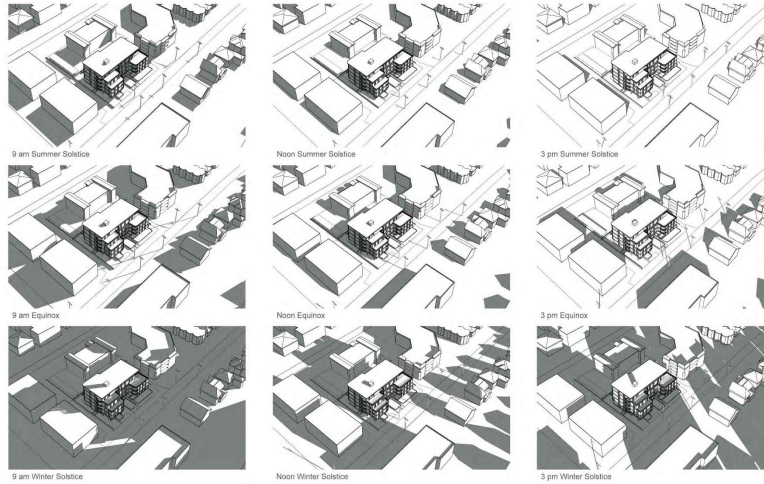 9 am Summer Solstice
Noon Summer Solstice
3 pm Summer Solstice
9 am Equinox
Noon Equinox
3 pm Equinox
9 am Winter Solstice
Noon Winter Solstice
3 pm Winter Solstice